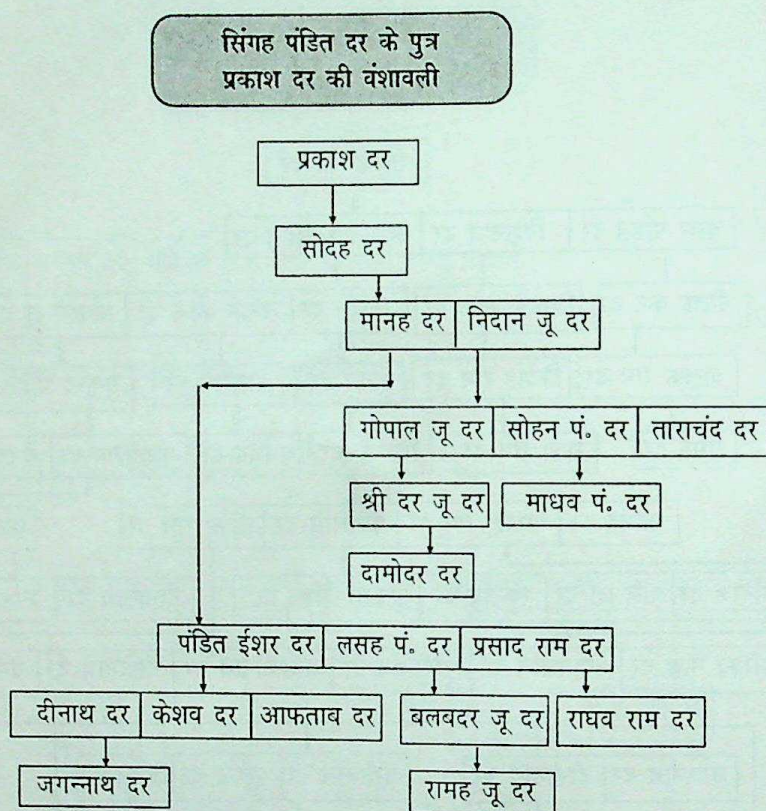 सिंगह पंडित दर के पुत्र
प्रकाश दर की वंशावली
प्रकाश दर
सोदह दर
मानह दर निदान जू दर
गोपाल जू दर सोहन पं. दर ताराचंद दर
श्री दर जू दर माधव पं. दर
दामोदर दर
पंडित ईशर दर लसह पं. दर प्रसाद राम दर
दीनाथ दर केशव दर आफताब दर बलबदर जू दर राघव राम दर
जगन्नाथ दर रामह जू दर